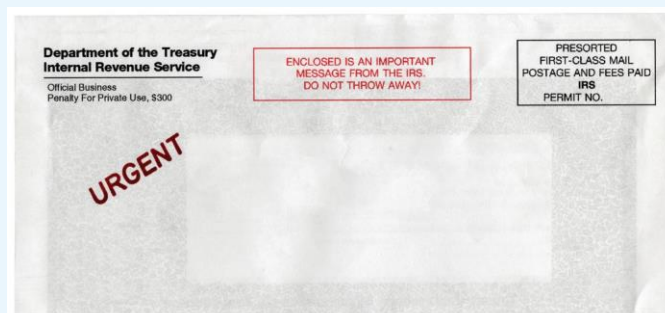 Department of the Treasury
Internal Revenue Service
Official Business
Penalty For Private Use, $300
ENCLOSED IS AN IMPORTANT
MESSAGE FROM THE IRS.
DO NOT THROW AWAY!
PRESORTED
FIRST-CLASS MAIL
POSTAGE AND FEES PAID
IRS
PERMIT NO.
URGENT